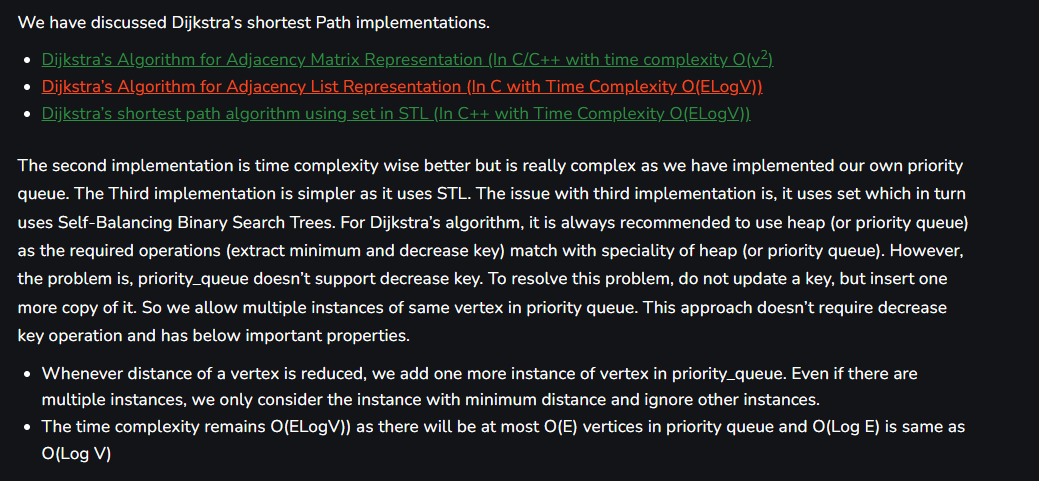 We have discussed Dijkstra’s shortest Path implementations.
• Dijkstra’s Algorithm for Adjacency Matrix Representation (In C/C++ with time complexity O(v²)
• Dijkstra’s Algorithm for Adjacency List Representation (In C with Time Complexity O(ELogV))
• Dijkstra’s shortest path algorithm using set in STL (In C++ with Time Complexity O(ELogV))
The second implementation is time complexity wise better but is really complex as we have implemented our own priority
queue. The Third implementation is simpler as it uses STL. The issue with third implementation is, it uses set which in turn
uses Self-Balancing Binary Search Trees. For Dijkstra’s algorithm, it is always recommended to use heap (or priority queue)
as the required operations (extract minimum and decrease key) match with speciality of heap (or priority queue). However,
the problem is, priority_queue doesn’t support decrease key. To resolve this problem, do not update a key, but insert one
more copy of it. So we allow multiple instances of same vertex in priority queue. This approach doesn’t require decrease
key operation and has below important properties.
• Whenever distance of a vertex is reduced, we add one more instance of vertex in priority_queue. Even if there are
multiple instances, we only consider the instance with minimum distance and ignore other instances.
• The time complexity remains O(ELogV)) as there will be at most O(E) vertices in priority queue and O(Log E) is same as
O(Log V)